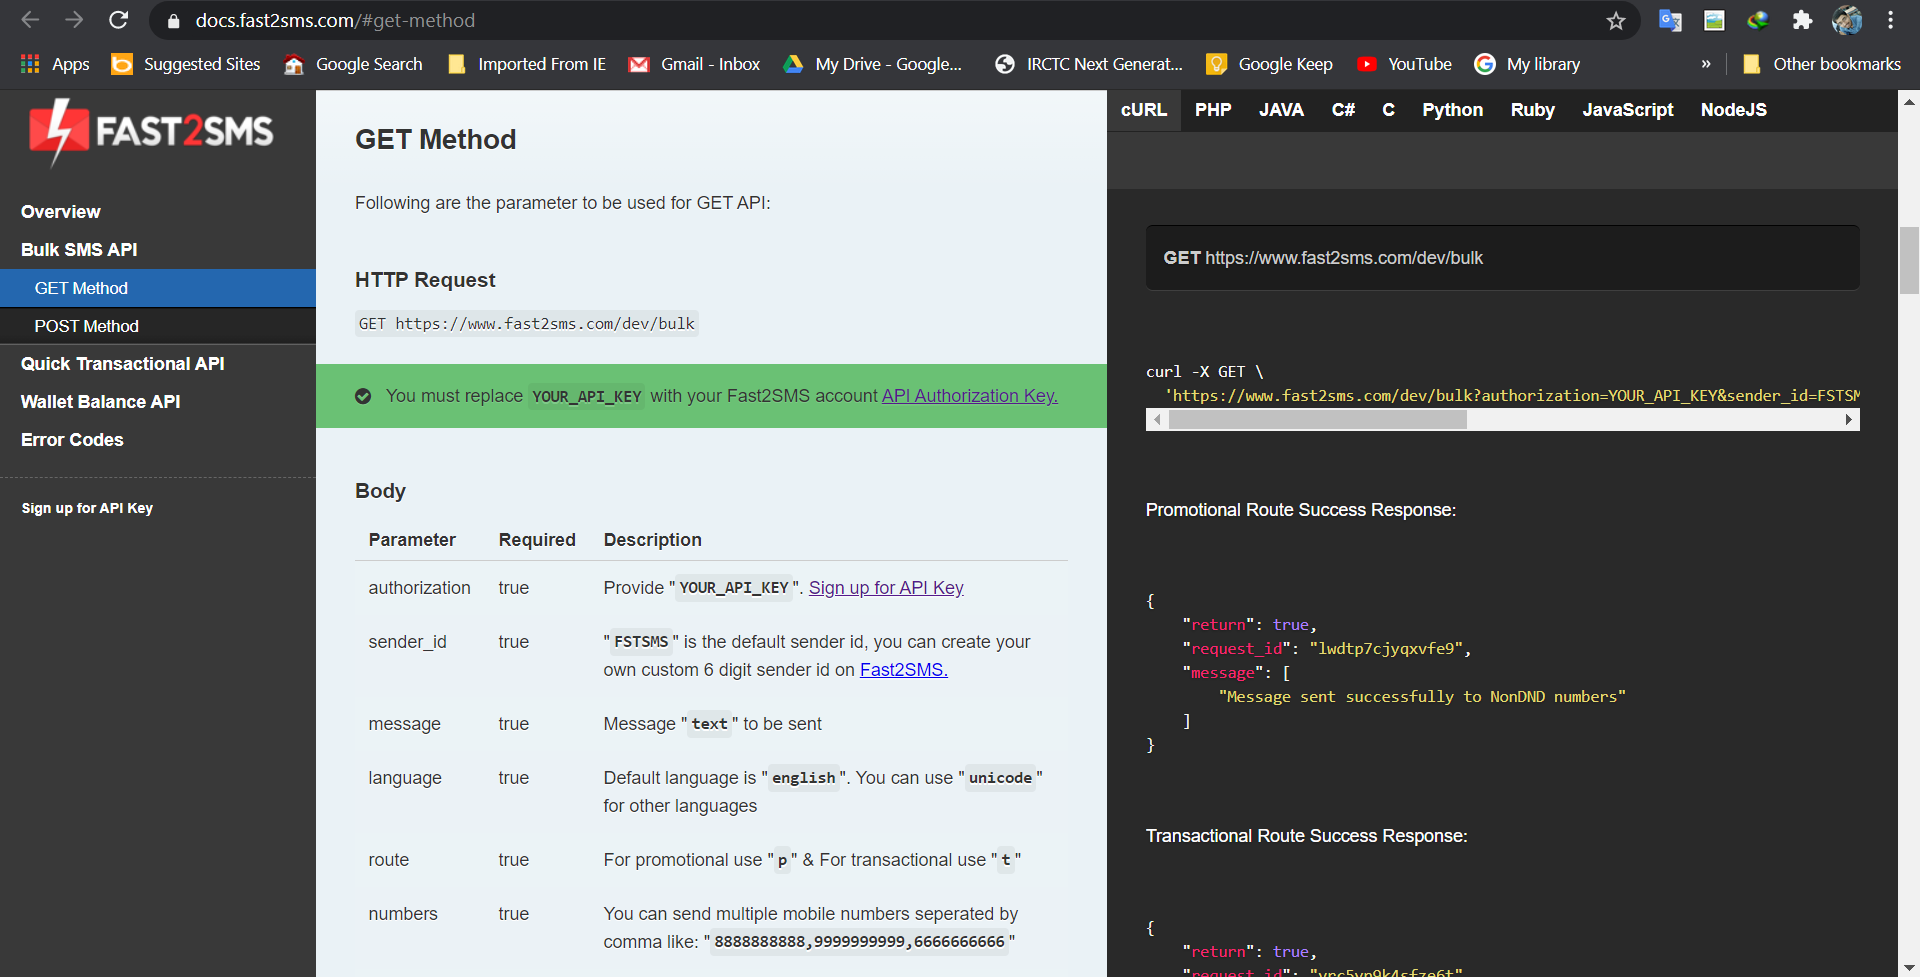 docs.fast2sms.com/#get-method
Apps
Suggested Sites
Google Search
Imported From IE
Gmail - Inbox
My Drive - Google...
IRCTC Next Generat...
Google Keep
YouTube
My library
»
Other bookmarks
FAST2SMS
Overview
Bulk SMS API
GET Method
POST Method
Quick Transactional API
Wallet Balance API
Error Codes
Sign up for API Key
GET Method
Following are the parameter to be used for GET API:
HTTP Request
GET https://www.fast2sms.com/dev/bulk
You must replace YOUR_API_KEY with your Fast2SMS account API Authorization Key.
Body
Parameter Required Description
authorization true Provide "YOUR_API_KEY". Sign up for API Key
sender_id true "FSTSMS" is the default sender id, you can create your
own custom 6 digit sender id on Fast2SMS.
message true Message "text" to be sent
language true Default language is "english". You can use "unicode"
for other languages
route true For promotional use "p" & For transactional use "t"
numbers true You can send multiple mobile numbers seperated by
comma like: "8888888888,9999999999,6666666666"
cURL PHP JAVA C# C Python Ruby JavaScript NodeJS
GET https://www.fast2sms.com/dev/bulk
curl -X GET \
'https://www.fast2sms.com/dev/bulk?authorization=YOUR_API_KEY&sender_id=FSTSM
Promotional Route Success Response:
{
"return": true,
"request_id": "lwdtp7cjyqxvfe9",
"message": [
"Message sent successfully to NonDND numbers"
]
}
Transactional Route Success Response:
{
"return": true,